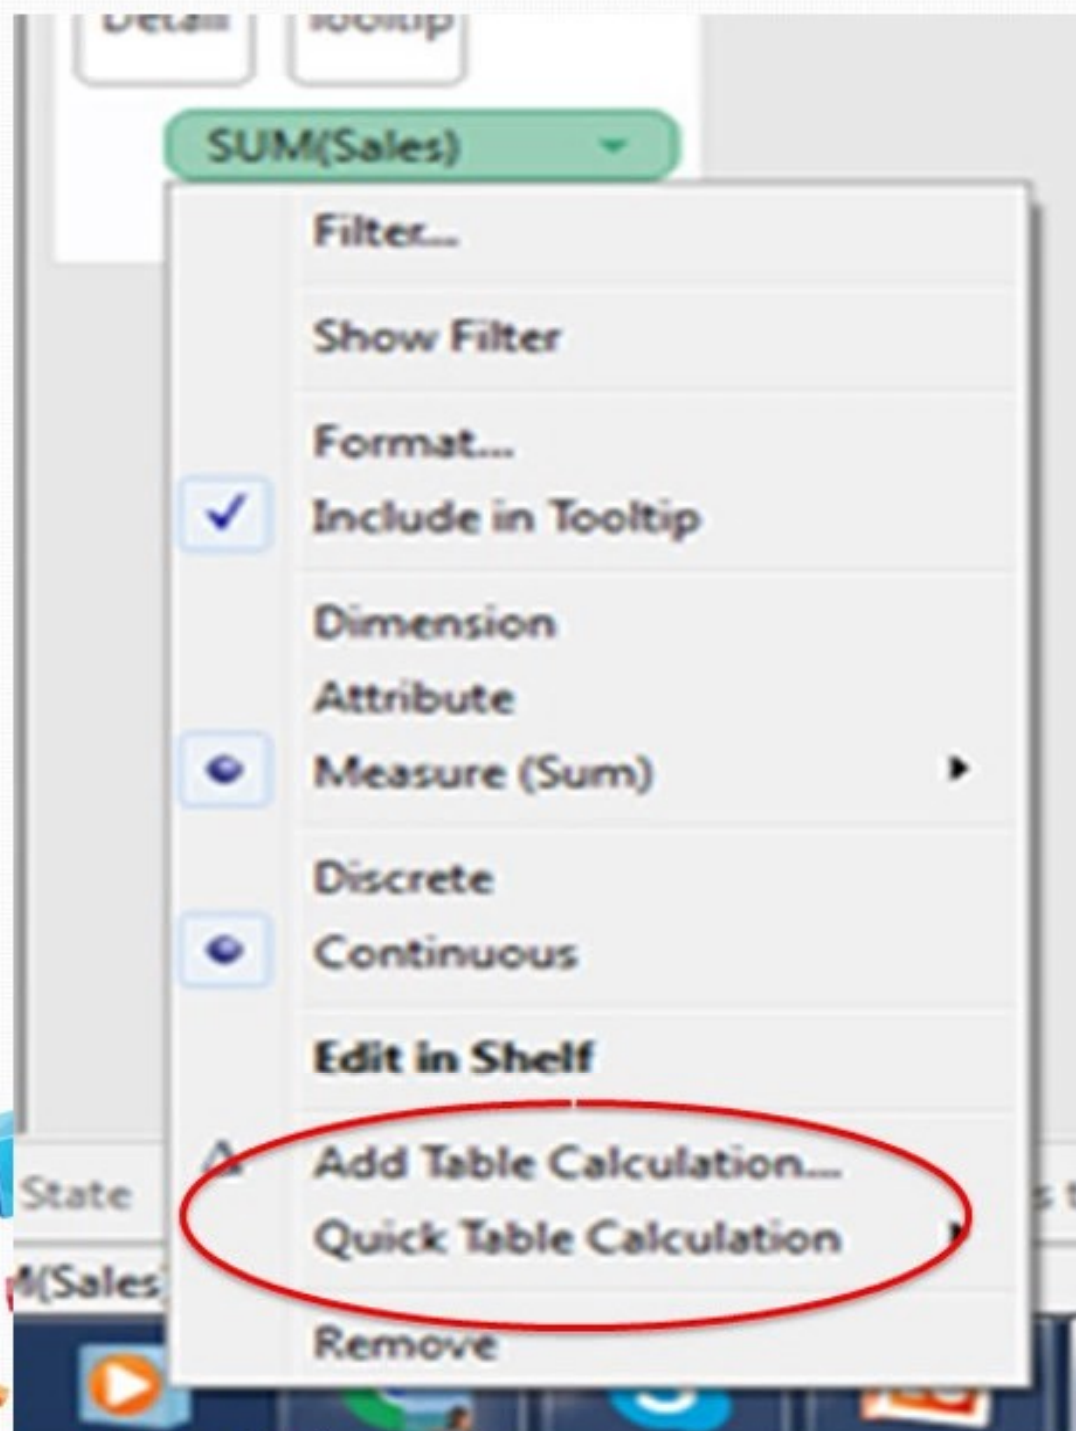 Detail Tooltip
SUM(Sales)
Filter...
Show Filter
Format...
Include in Tooltip
Dimension
Attribute
Measure (Sum)
Discrete
Continuous
Edit in Shelf
Add Table Calculation...
State
Quick Table Calculation
(Sales)
Remove